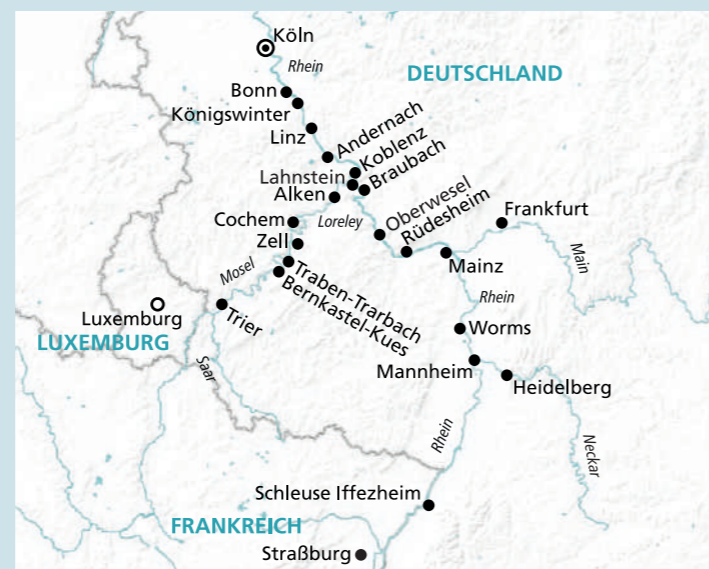 Köln
Rhein
DEUTSCHLAND
Bonn
Königswinter
Linz
Andernach
Koblenz
Lahnstein
Braubach
Alken
Cochem
Loreley
Oberwesel
Rüdesheim
Frankfurt
Zell
Mosel
Mainz
Main
Traben-Trarbach
Bernkastel-Kues
Rhein
Luxemburg
Trier
LUXEMBURG
Worms
Saar
Mannheim
Heidelberg
Rhein
Neckar
Schleuse Iffezheim
FRANKREICH
Straßburg